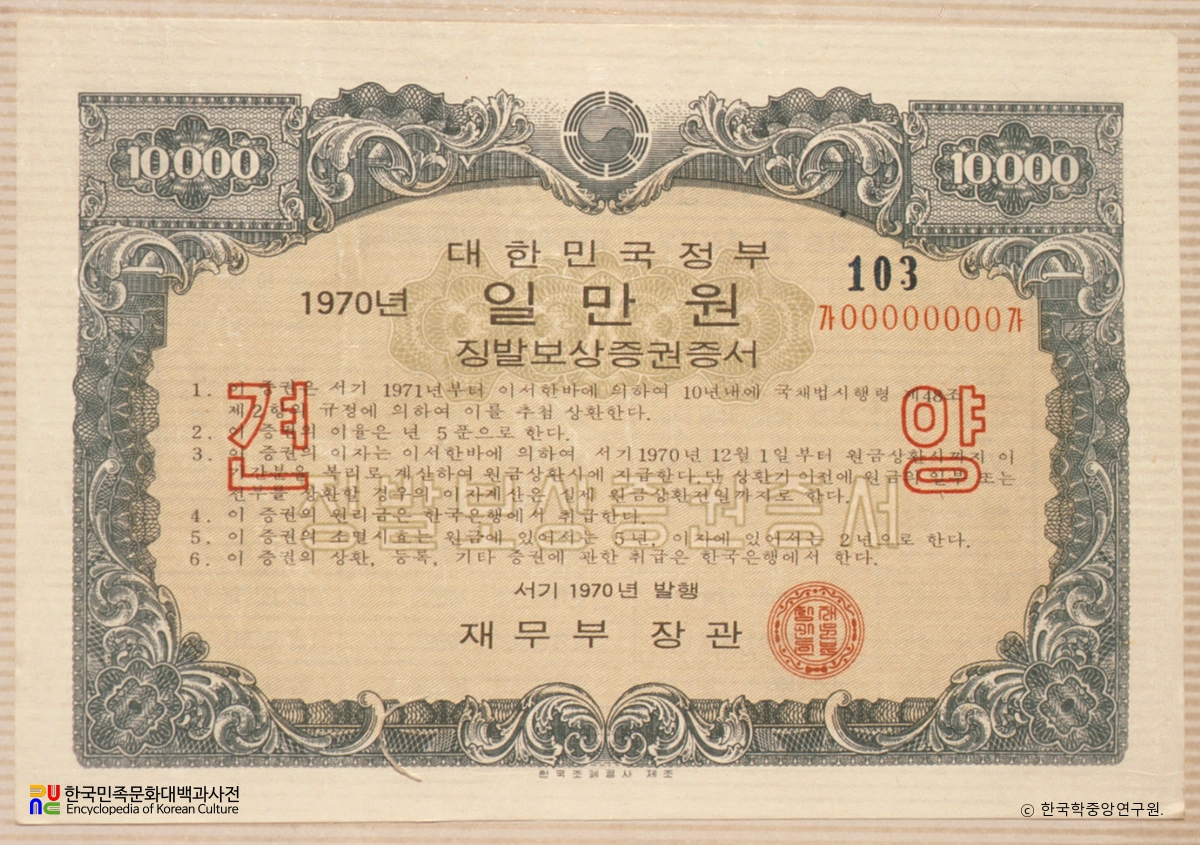 10.000
10.000
대한민국정부
103
1970년 일만원
가00000000가
징발보상증권증서
견 양
1. 이 증권은 서기 1971년부터 이서한바에 의하여 10년내에 국채법시행령 제48조
제2항의 규정에 의하여 이를 추첨 상환한다.
2. 이 증권의 이율은 년 5푼으로 한다.
3. 이 증권의 이자는 이서한바에 의하여, 서기 1970년 12월 1일부터 원금상환시까지 이
기간분은 복리로 계산하여 원금상환시에 지급한다. 단 상환기 이전에 원금의 일부 또는
전부를 상환할 경우의 이자계산은 실제 원금상환전일까지로 한다.
4. 이 증권의 원리금은 한국은행에서 취급한다.
5. 이 증권의 소멸시효는 원금에 있어서는 5년, 이자에 있어서는 2년으로 한다.
6. 이 증권의 상환, 등록, 기타 증권에 관한 취급은 한국은행에서 한다.
징발보상증권증서
서기 1970년 발행
재무부 장관
한국조폐공사 제조
한국민족문화대백과사전
Encyclopedia of Korean Culture
ⓒ 한국학중앙연구원.